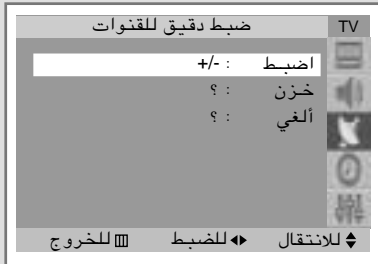 TV ضبط دقيق للقنوات
اضبط : -/+
خزن : ؟
ألغي : ؟
للانتقال للضبط للخروج